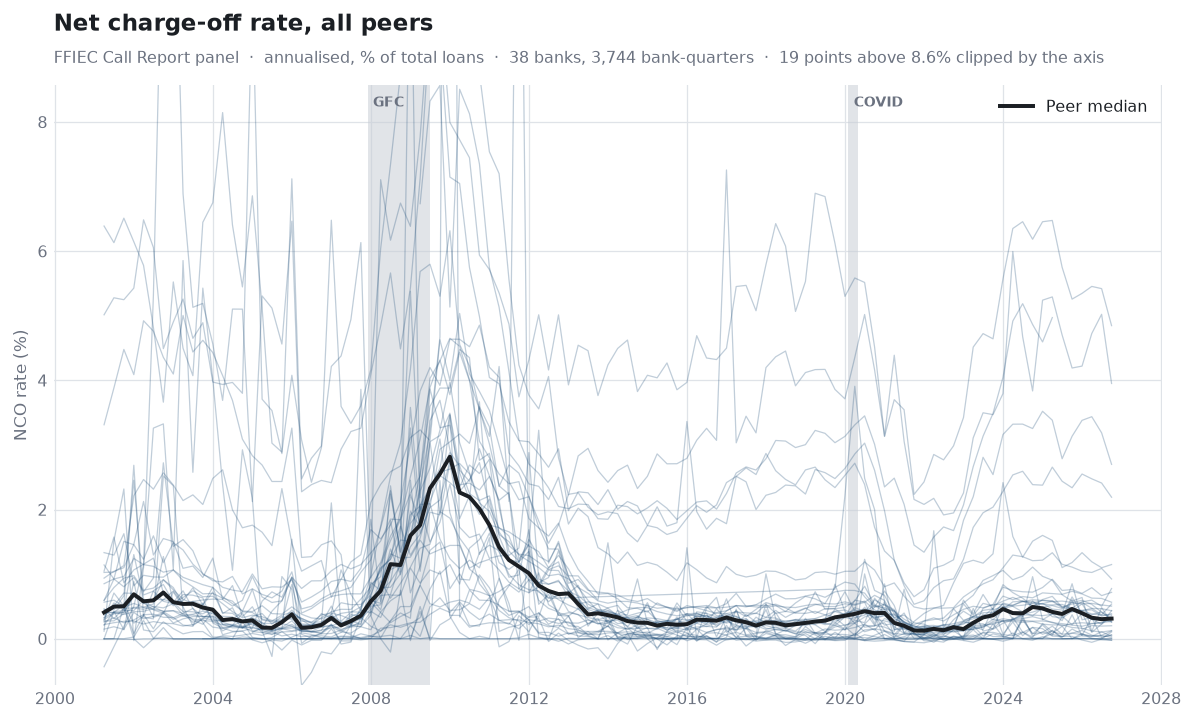 Net charge-off rate, all peers
FFIEC Call Report panel · annualised, % of total loans · 38 banks, 3,744 bank-quarters · 19 points above 8.6% clipped by the axis
GFC
COVID
Peer median
NCO rate (%)
8
6
4
2
0
2000 2004 2008 2012 2016 2020 2024 2028